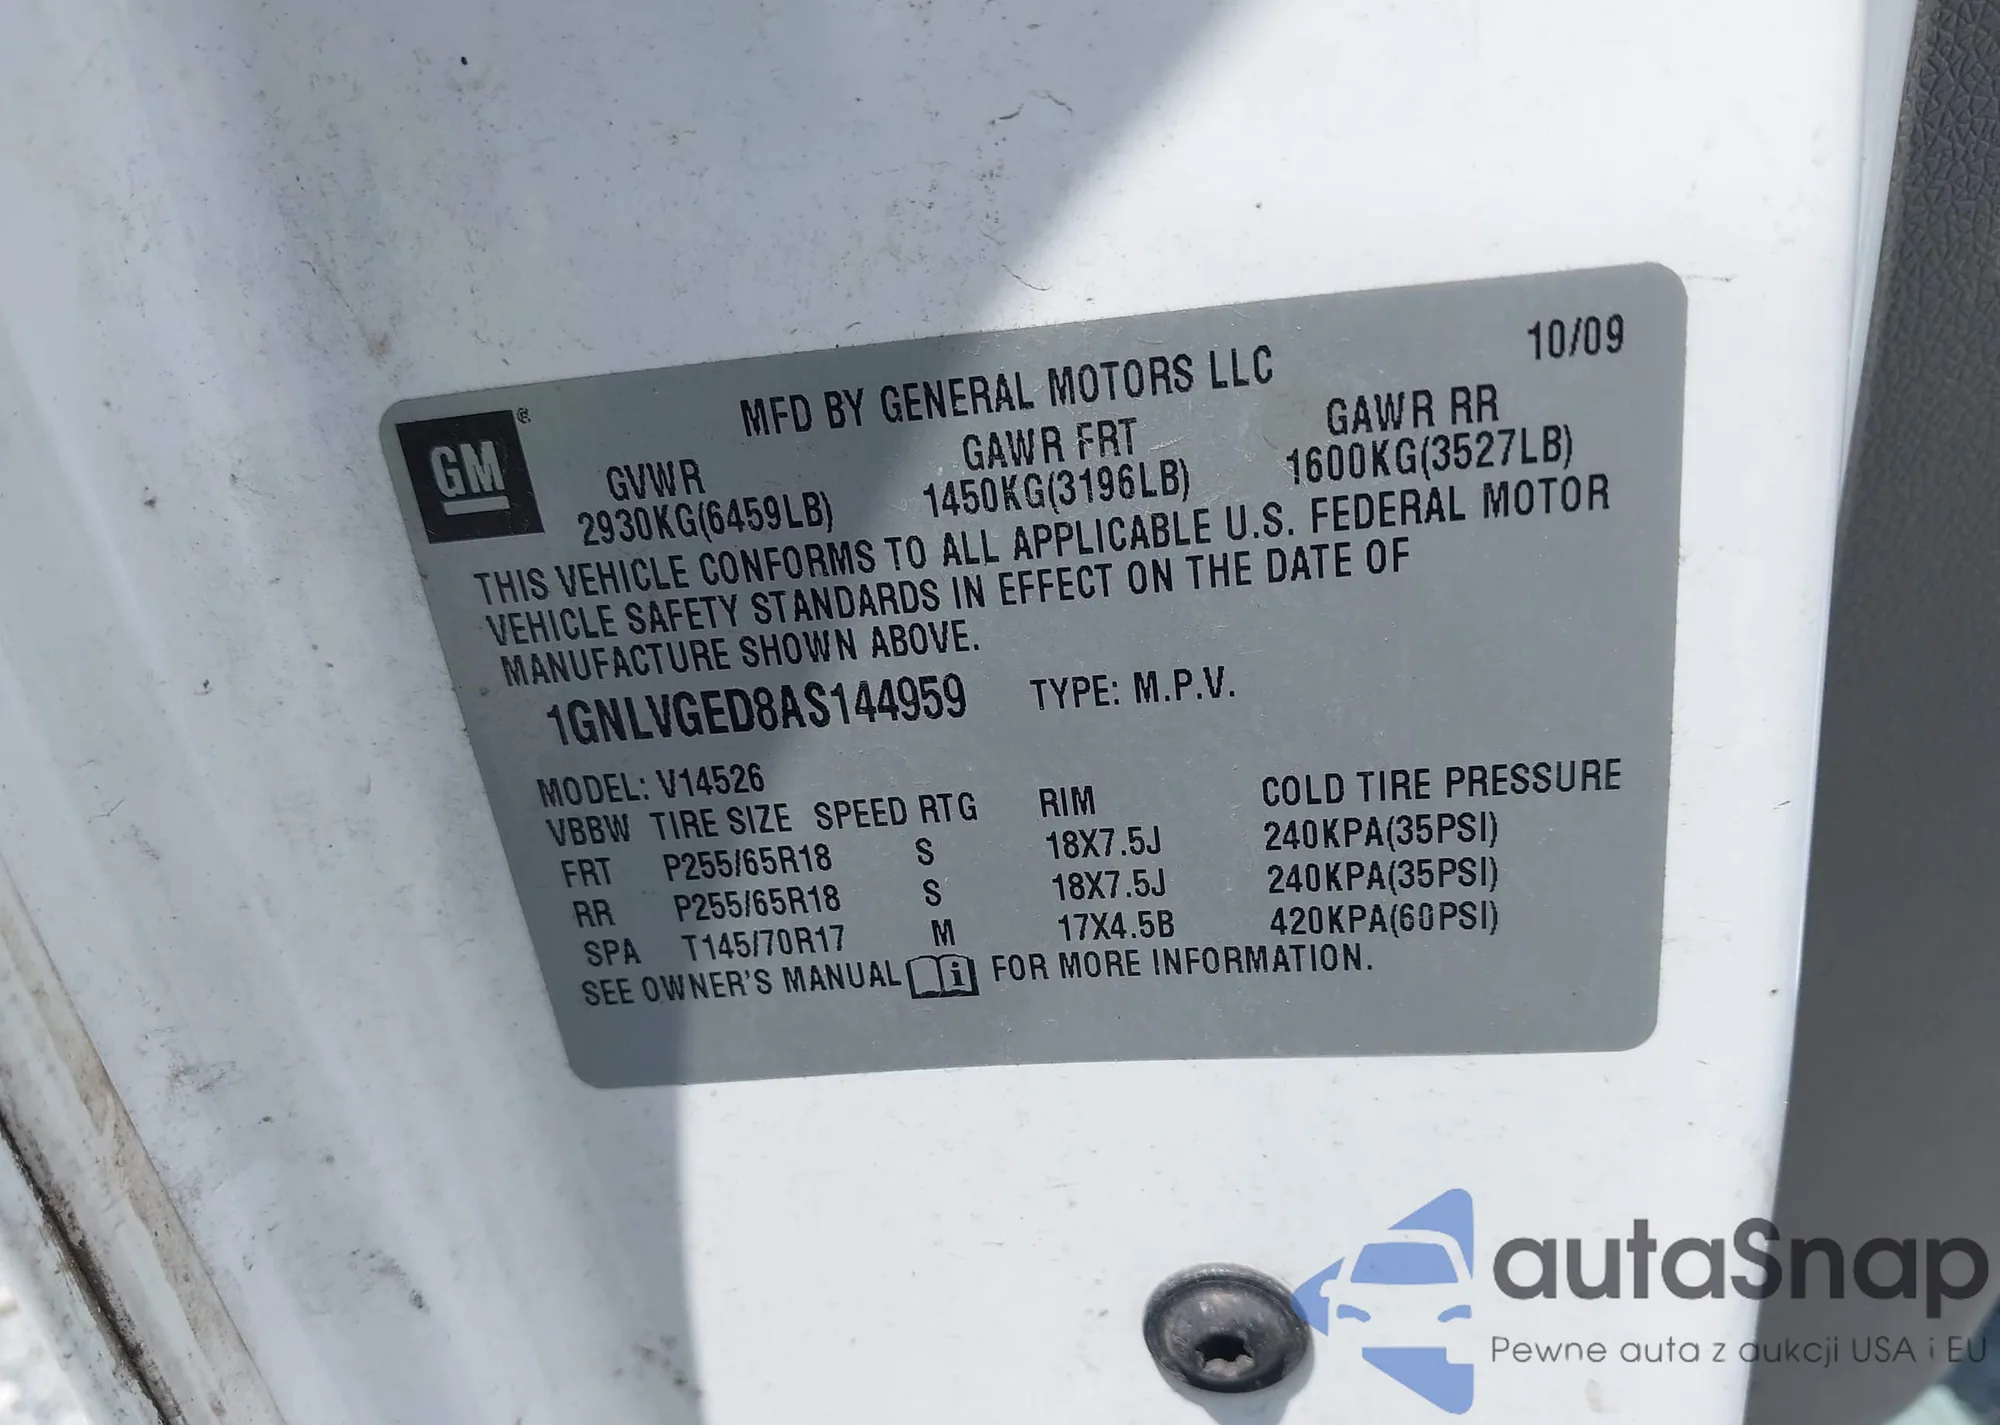 MFD BY GENERAL MOTORS LLC 10/09
GM®
GVWR GAWR FRT GAWR RR
2930KG(6459LB) 1450KG(3196LB) 1600KG(3527LB)
THIS VEHICLE CONFORMS TO ALL APPLICABLE U.S. FEDERAL MOTOR
VEHICLE SAFETY STANDARDS IN EFFECT ON THE DATE OF
MANUFACTURE SHOWN ABOVE.
1GNLVGED8AS144959 TYPE: M.P.V.
MODEL: V14526
VBBW TIRE SIZE SPEED RTG RIM COLD TIRE PRESSURE
FRT P255/65R18 S 18X7.5J 240KPA(35PSI)
RR P255/65R18 S 18X7.5J 240KPA(35PSI)
SPA T145/70R17 M 17X4.5B 420KPA(60PSI)
SEE OWNER'S MANUAL i FOR MORE INFORMATION.
autaSnap
Pewne auta z aukcji USA i EU